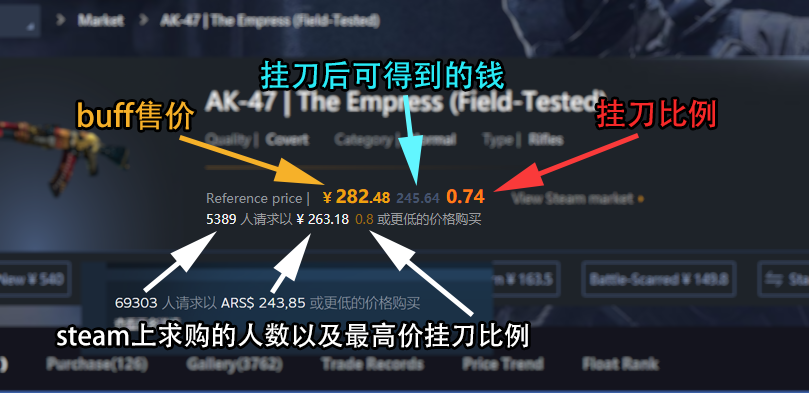 Market > AK-47 | The Empress (Field-Tested)
挂刀后可得到的钱
AK-47 | The Empress (Field-Tested)
buff售价
挂刀比例
Quality | Covert Category | Normal Type | Rifles
Reference price | ¥ 282.48 245.64 0.74 View Steam market
5389 人请求以 ¥ 263.18 0.8 或更低的价格购买
New ¥ 540 ¥ 163.5 Battle-Scarred ¥ 149.8
69303 人请求以 ARS$ 243,85 或更低的价格购买
steam上求购的人数以及最高价挂刀比例
Purchase(126) Gallery(3762) Trade Records Price Trend Float Rank